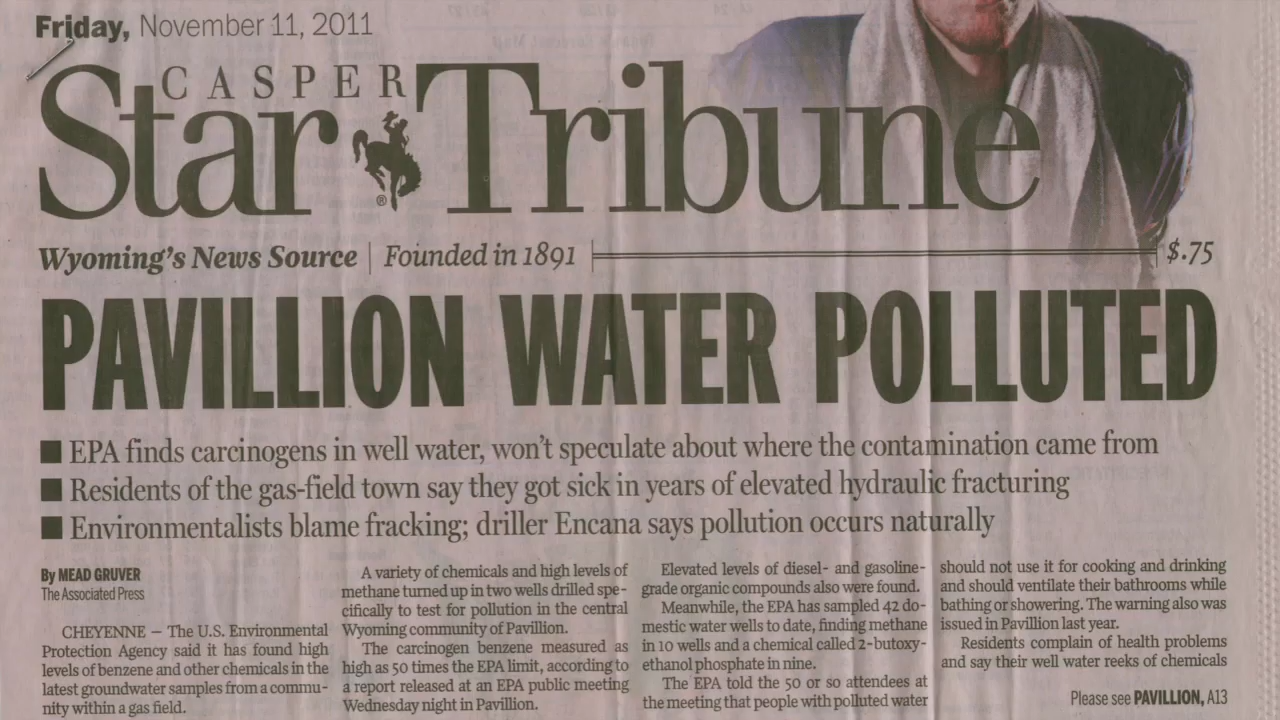 Friday, November 11, 2011
CASPER
Star Tribune
®
Wyoming's News Source | Founded in 1891
$.75
PAVILLION WATER POLLUTED
■ EPA finds carcinogens in well water, won't speculate about where the contamination came from
■ Residents of the gas-field town say they got sick in years of elevated hydraulic fracturing
■ Environmentalists blame fracking; driller Encana says pollution occurs naturally
By MEAD GRUVER
The Associated Press
CHEYENNE — The U.S. Environmental
Protection Agency said it has found high
levels of benzene and other chemicals in the
latest groundwater samples from a commu-
nity within a gas field.
A variety of chemicals and high levels of
methane turned up in two wells drilled spe-
cifically to test for pollution in the central
Wyoming community of Pavillion.
The carcinogen benzene measured as
high as 50 times the EPA limit, according to
a report released at an EPA public meeting
Wednesday night in Pavillion.
Elevated levels of diesel- and gasoline-
grade organic compounds also were found.
Meanwhile, the EPA has sampled 42 do-
mestic water wells to date, finding methane
in 10 wells and a chemical called 2-butoxy-
ethanol phosphate in nine.
The EPA told the 50 or so attendees at
the meeting that people with polluted water
should not use it for cooking and drinking
and should ventilate their bathrooms while
bathing or showering. The warning also was
issued in Pavillion last year.
Residents complain of health problems
and say their well water reeks of chemicals
Please see PAVILLION, A13